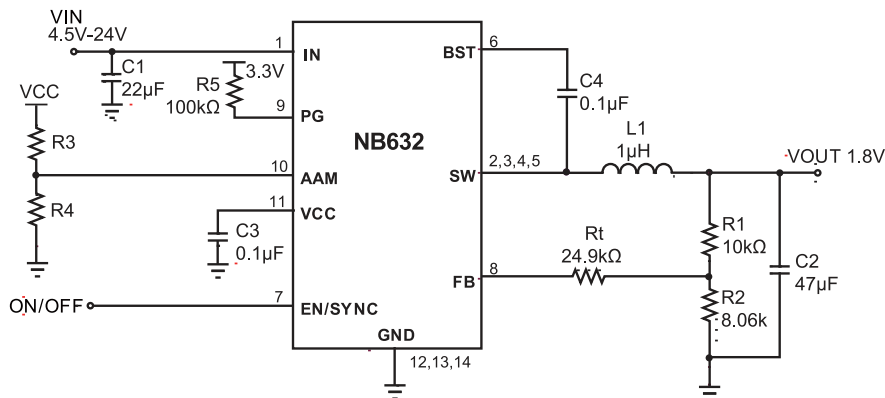 VIN
4.5V-24V
1
IN
BST
6
C1
22µF
3.3V
R5
100kΩ
9
PG
C4
0.1µF
VCC
NB632
R3
L1
1µH
10
AAM
SW
2,3,4,5
VOUT 1.8V
R4
11
VCC
C3
0.1µF
Rt
24.9kΩ
R1
10kΩ
C2
47µF
FB
8
R2
8.06k
ON/OFF
7
EN/SYNC
GND
12,13,14